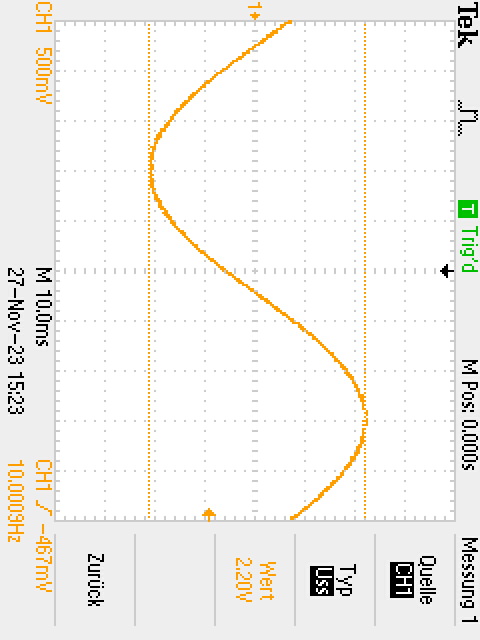 Tek
T Trig'd
M Pos: 0.000s
Messung 1
Quelle
CH1
Typ
Uss
Wert
2.20V
Zurück
1
CH1 500mV
M 10.0ms
CH1 / -467mV
27-Nov-23 15:23
10.0009Hz